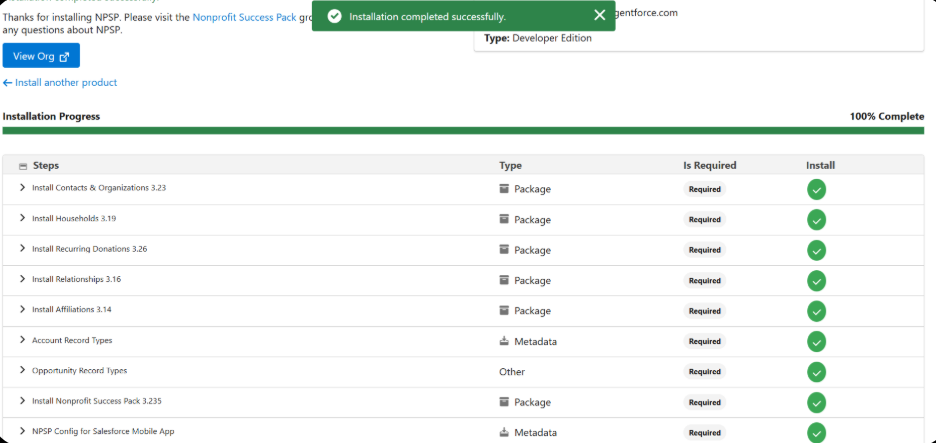 Thanks for installing NPSP. Please visit the Nonprofit Success Pack
any questions about NPSP.
Installation completed successfully.
gentforce.com
Type: Developer Edition
View Org
← Install another product
Installation Progress
100% Complete
Steps Type Is Required Install
Install Contacts & Organizations 3.23 Package Required
Install Households 3.19 Package Required
Install Recurring Donations 3.26 Package Required
Install Relationships 3.16 Package Required
Install Affiliations 3.14 Package Required
Account Record Types Metadata Required
Opportunity Record Types Other Required
Install Nonprofit Success Pack 3.235 Package Required
NPSP Config for Salesforce Mobile App Metadata Required